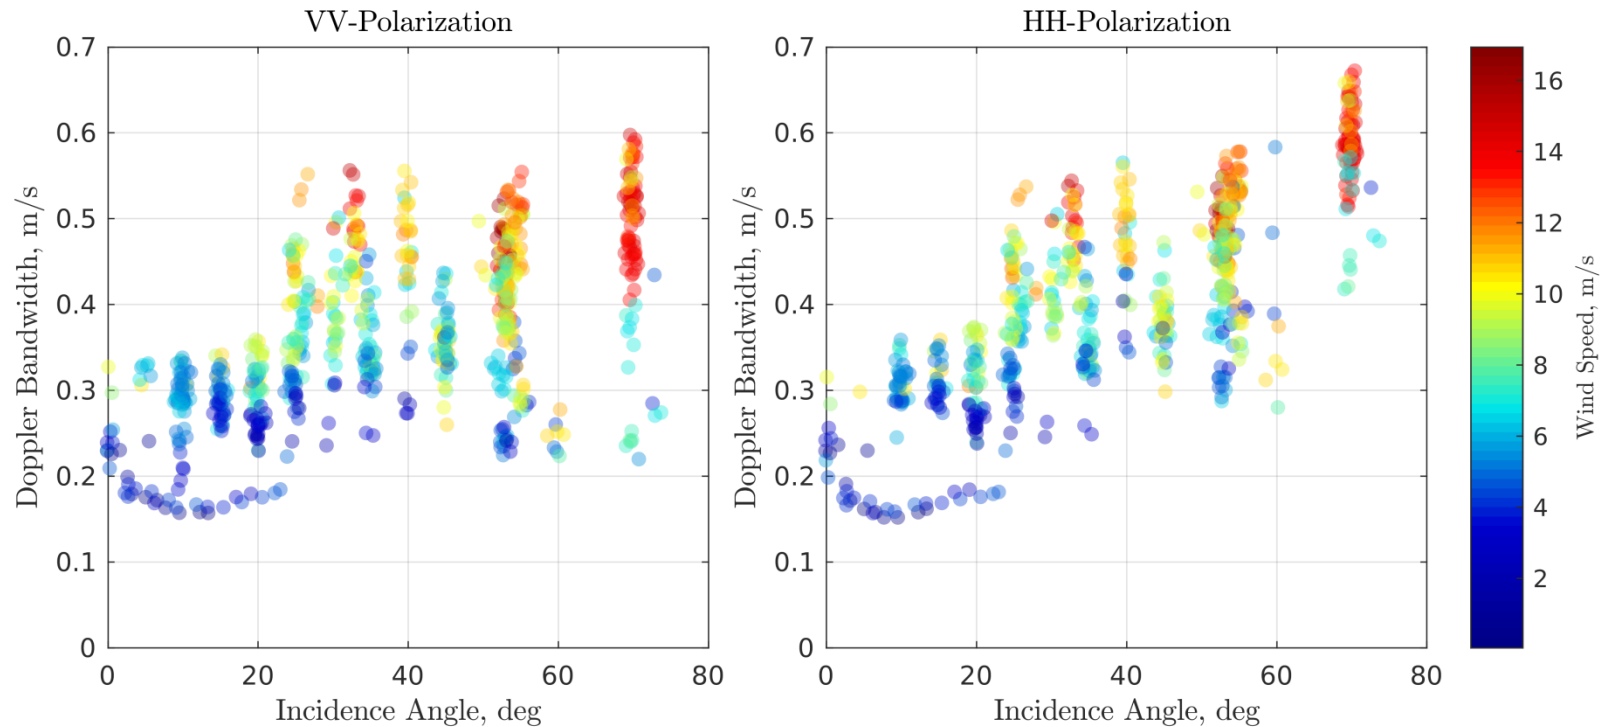 VV-Polarization
0.7
0.6
0.5
0.4
0.3
0.2
0.1
0
Doppler Bandwidth, m/s
0 20 40 60 80
Incidence Angle, deg
HH-Polarization
0.7
0.6
0.5
0.4
0.3
0.2
0.1
0
Doppler Bandwidth, m/s
0 20 40 60 80
Incidence Angle, deg
16
14
12
10
8
6
4
2
Wind Speed, m/s